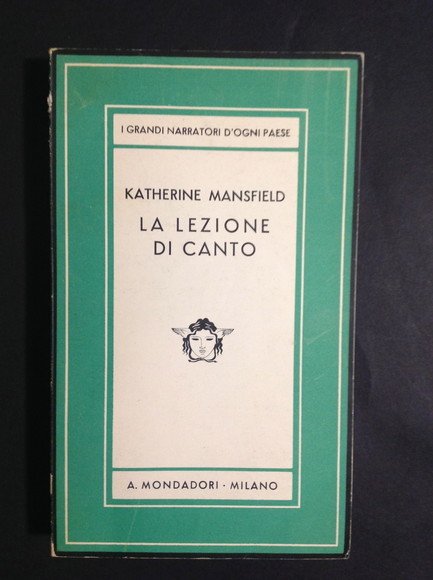 I GRANDI NARRATORI D'OGNI PAESE
KATHERINE MANSFIELD
LA LEZIONE
DI CANTO
A. MONDADORI · MILANO